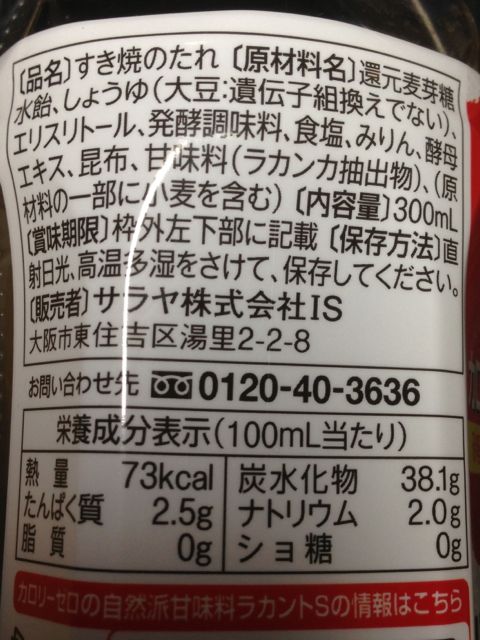 〔品名〕すき焼のたれ〔原材料名〕還元麦芽糖
水飴、しょうゆ(大豆:遺伝子組換えでない)、
エリスリトール、発酵調味料、食塩、みりん、酵母
エキス、昆布、甘味料(ラカンカ抽出物)、(原
材料の一部に小麦を含む)〔内容量〕300mL
〔賞味期限〕枠外左下部に記載〔保存方法〕直
射日光、高温多湿をさけて、保存してください。
〔販売者〕サラヤ株式会社IS
大阪市東住吉区湯里2-2-8
お問い合わせ先 0120-40-3636
栄養成分表示(100mL当たり)
熱量 73kcal 炭水化物 38.1g
たんぱく質 2.5g ナトリウム 2.0g
脂質 0g ショ糖 0g
カロリーゼロの自然派甘味料ラカントSの情報はこちら